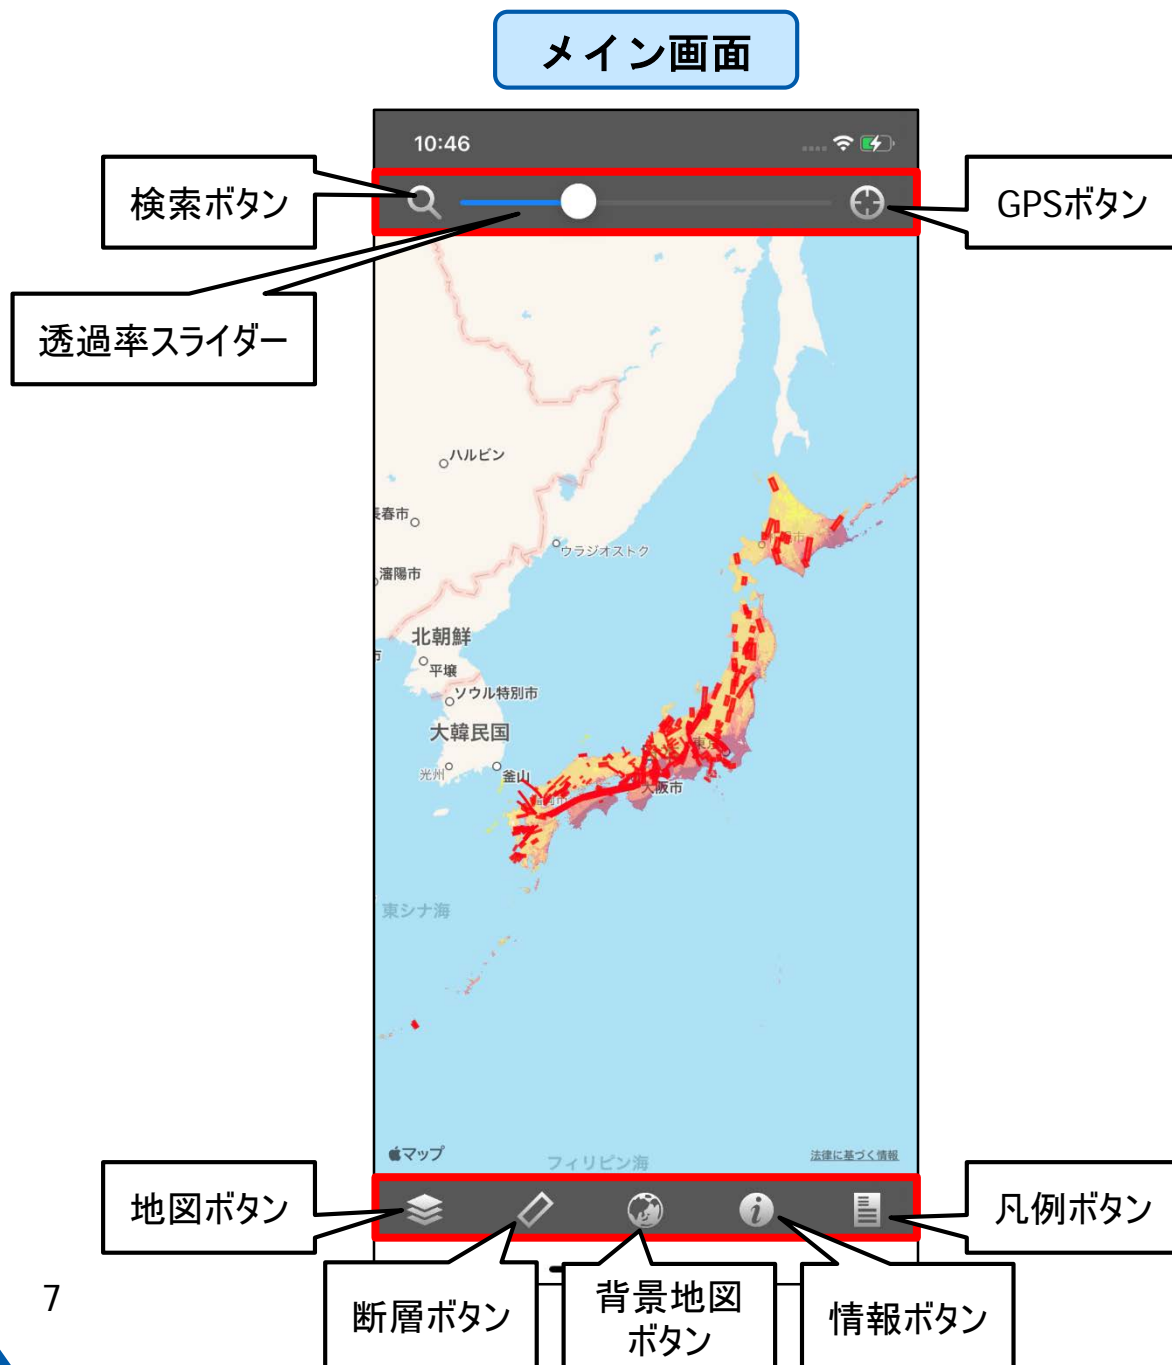 メイン画面
10:46
検索ボタン
GPSボタン
透過率スライダー
ハルビン
長春市
ウラジオストク
瀋陽市
北朝鮮
平壌
ソウル特別市
大韓民国
光州
釜山
大阪市
東シナ海
マップ
フィリピン海
法律に基づく情報
地図ボタン
凡例ボタン
断層ボタン
背景地図
ボタン
情報ボタン
7